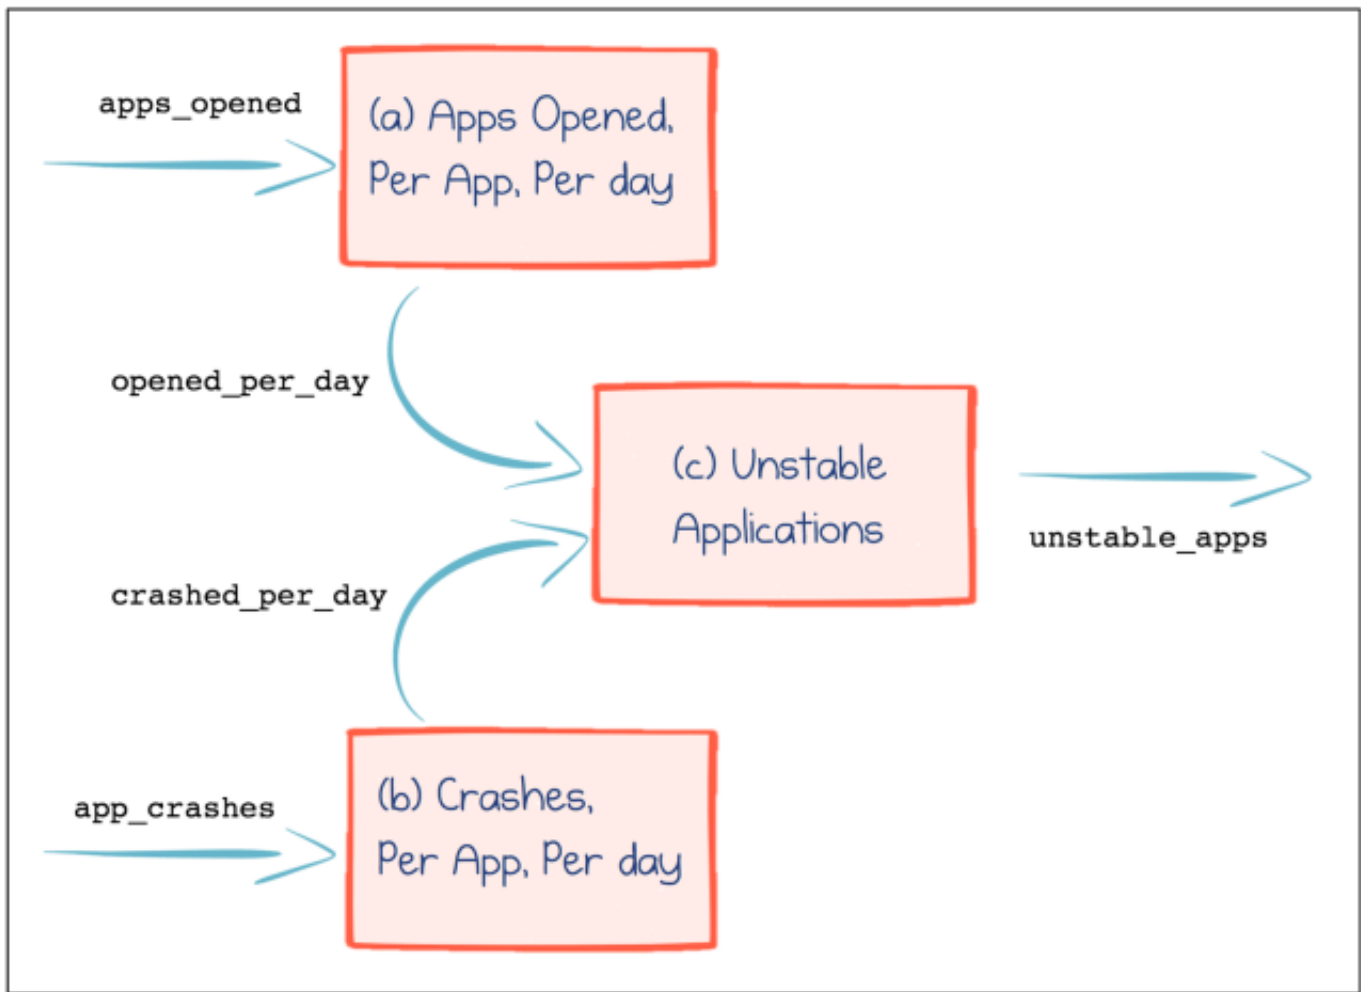 apps_opened
(a) Apps Opened,
Per App, Per day
opened_per_day
(c) Unstable
Applications
unstable_apps
crashed_per_day
(b) Crashes,
Per App, Per day
app_crashes